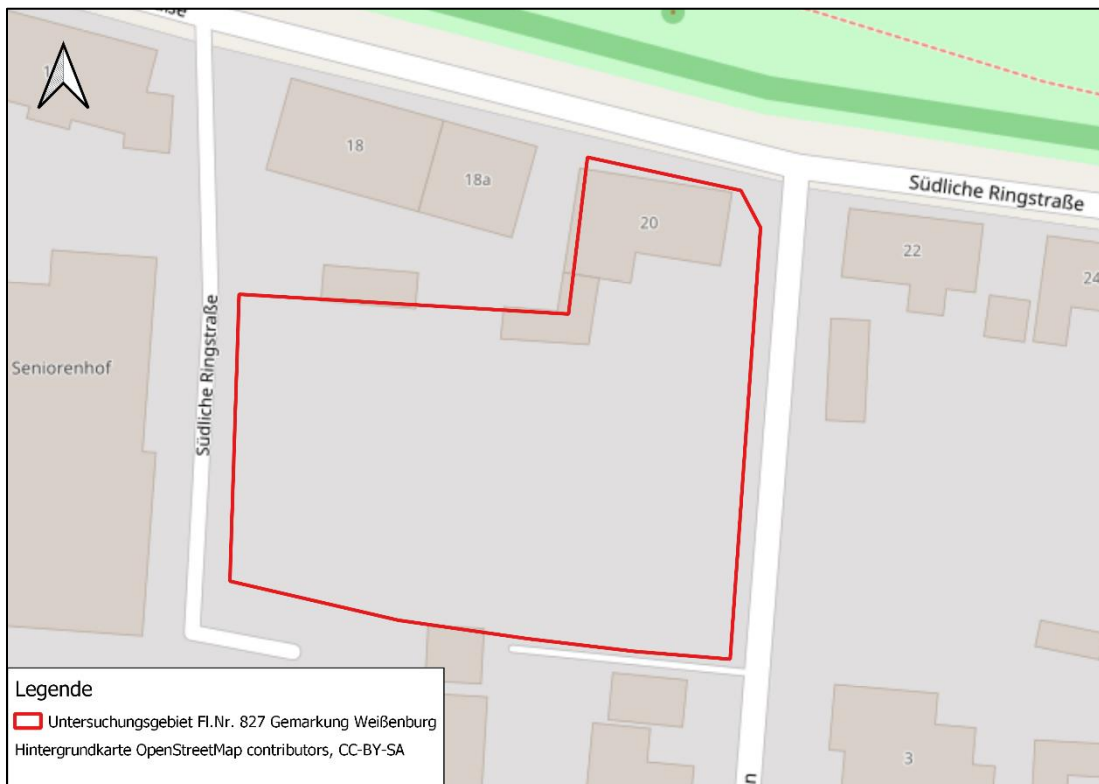 18
18a
20
Südliche Ringstraße
22
24
Seniorenhof
Südliche Ringstraße
3
Legende
Untersuchungsgebiet Fl.Nr. 827 Gemarkung Weißenburg
Hintergrundkarte OpenStreetMap contributors, CC-BY-SA